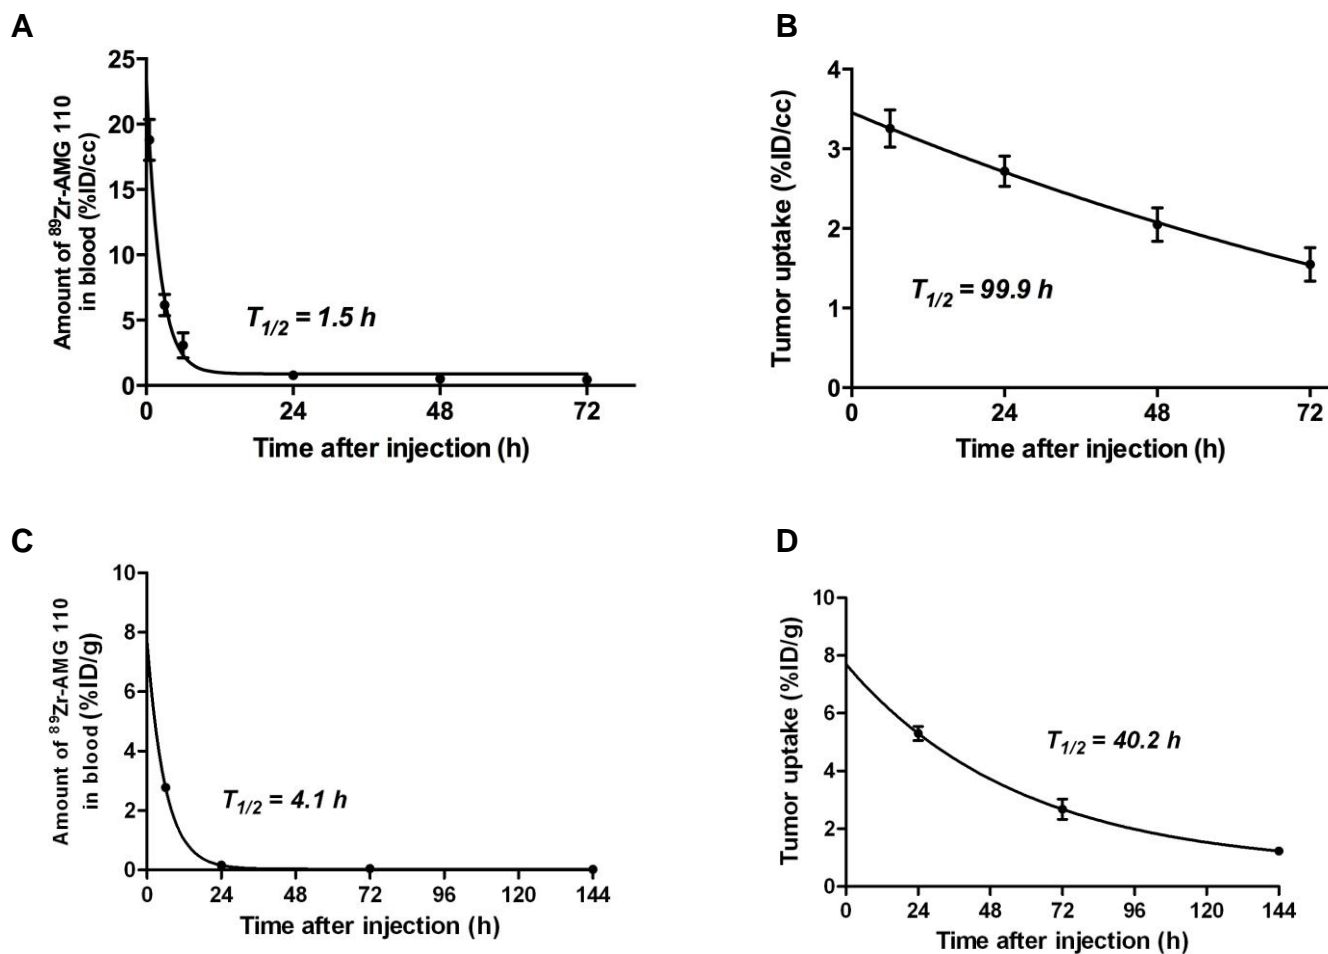 A
25
20
15
10
5
0
Amount of ⁸⁹Zr-AMG 110
in blood (%ID/cc)
T1/2 = 1.5 h
0 24 48 72
Time after injection (h)
B
4
3
2
1
0
Tumor uptake (%ID/cc)
T1/2 = 99.9 h
0 24 48 72
Time after injection (h)
C
10
8
6
4
2
0
Amount of ⁸⁹Zr-AMG 110
in blood (%ID/g)
T1/2 = 4.1 h
0 24 48 72 96 120 144
Time after injection (h)
D
10
8
6
4
2
0
Tumor uptake (%ID/g)
T1/2 = 40.2 h
0 24 48 72 96 120 144
Time after injection (h)